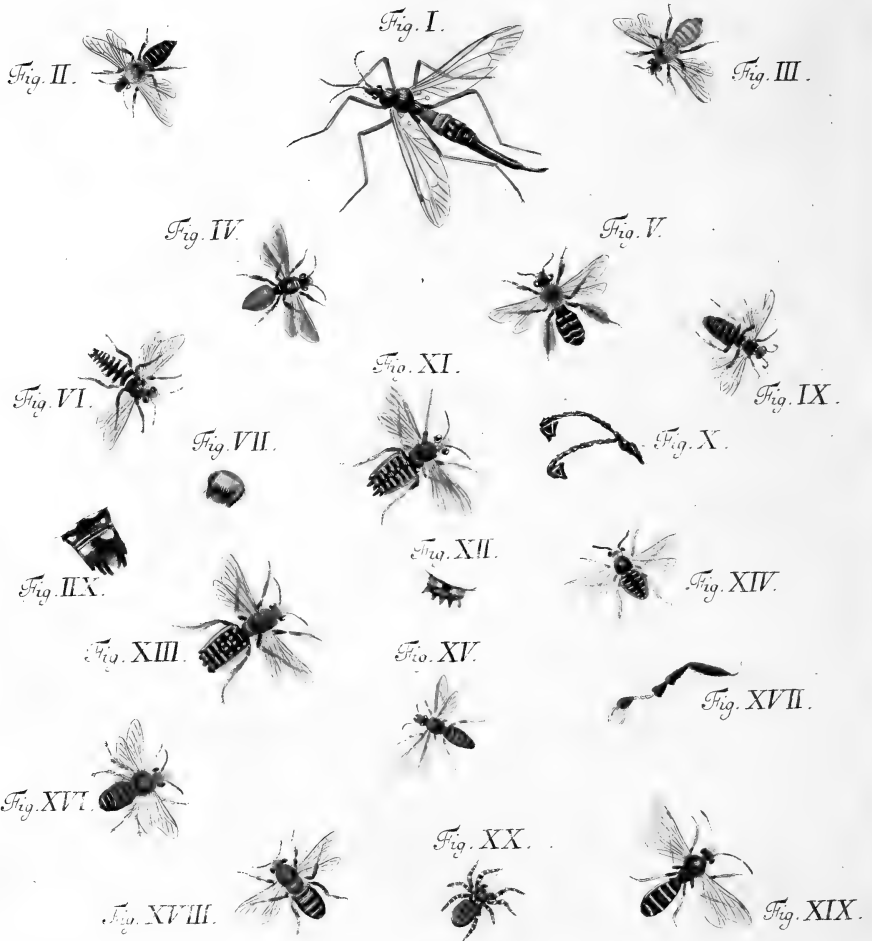 Fig. I.
Fig. II.
Fig. III.
Fig. IV.
Fig. V.
Fig. VI.
Fig. VII.
Fig. XI.
Fig. IX.
Fig. X.
Fig. IIX.
Fig. XII.
Fig. XIV.
Fig. XIII.
Fig. XV.
Fig. XVII.
Fig. XVI.
Fig. XX.
Fig. XVIII.
Fig. XIX.